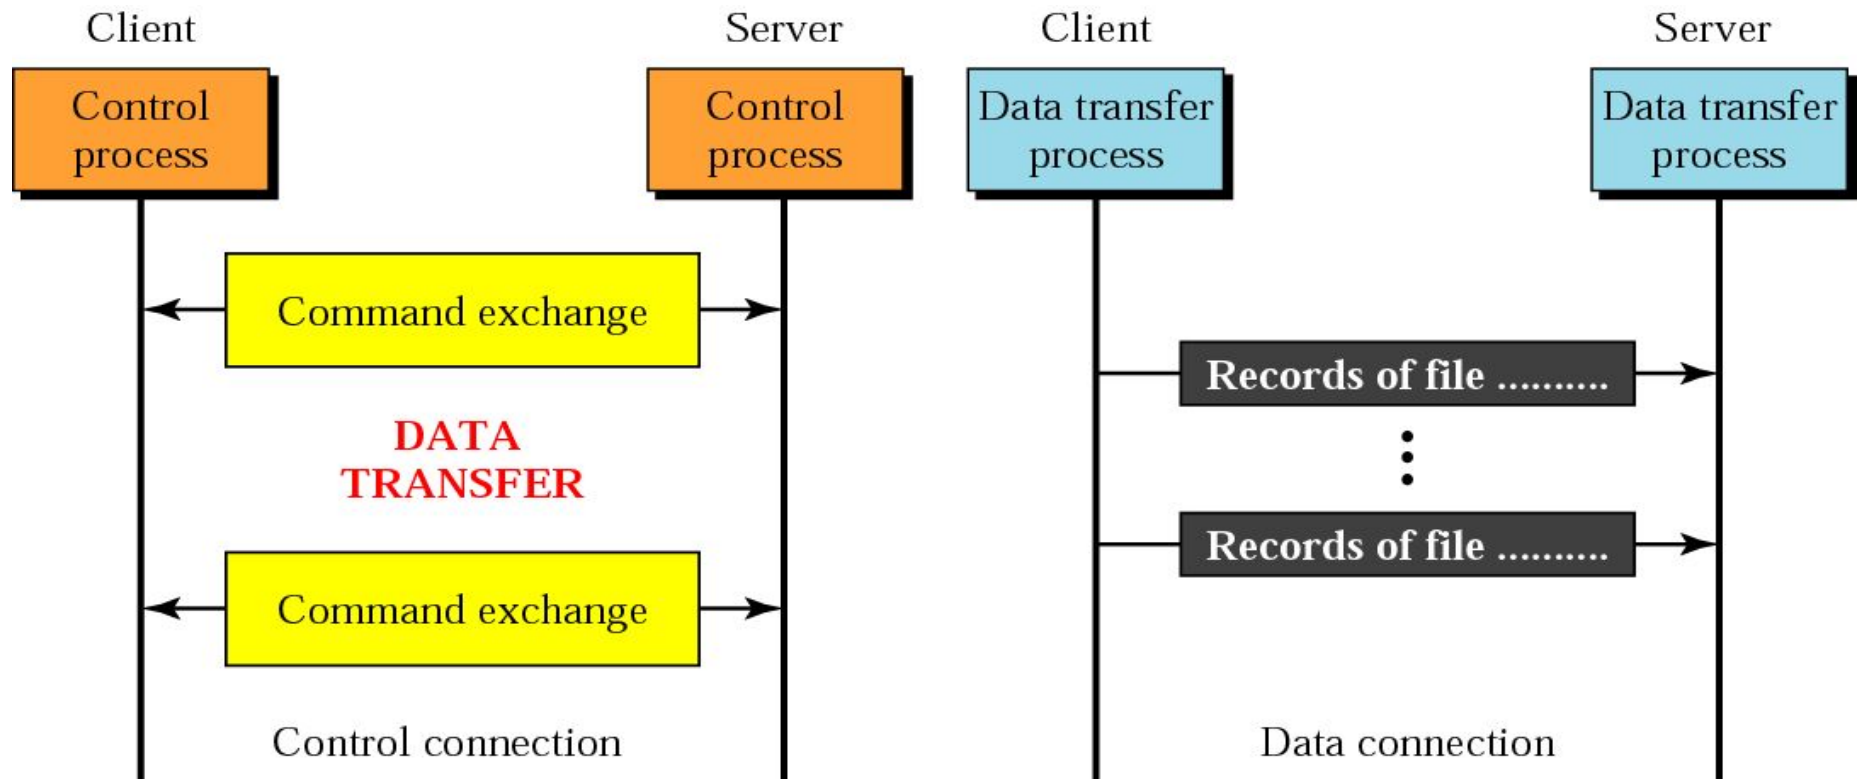 Client
Server
Control
process
Control
process
Command exchange
DATA
TRANSFER
Command exchange
Control connection
Client
Server
Data transfer
process
Data transfer
process
Records of file ..........
Records of file ..........
Data connection